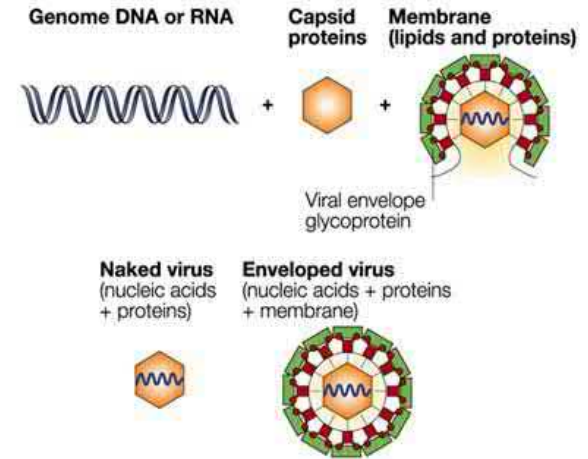 Genome DNA or RNA
Capsid
proteins
Membrane
(lipids and proteins)
+
+
Viral envelope
glycoprotein
Naked virus
(nucleic acids
+ proteins)
Enveloped virus
(nucleic acids + proteins
+ membrane)